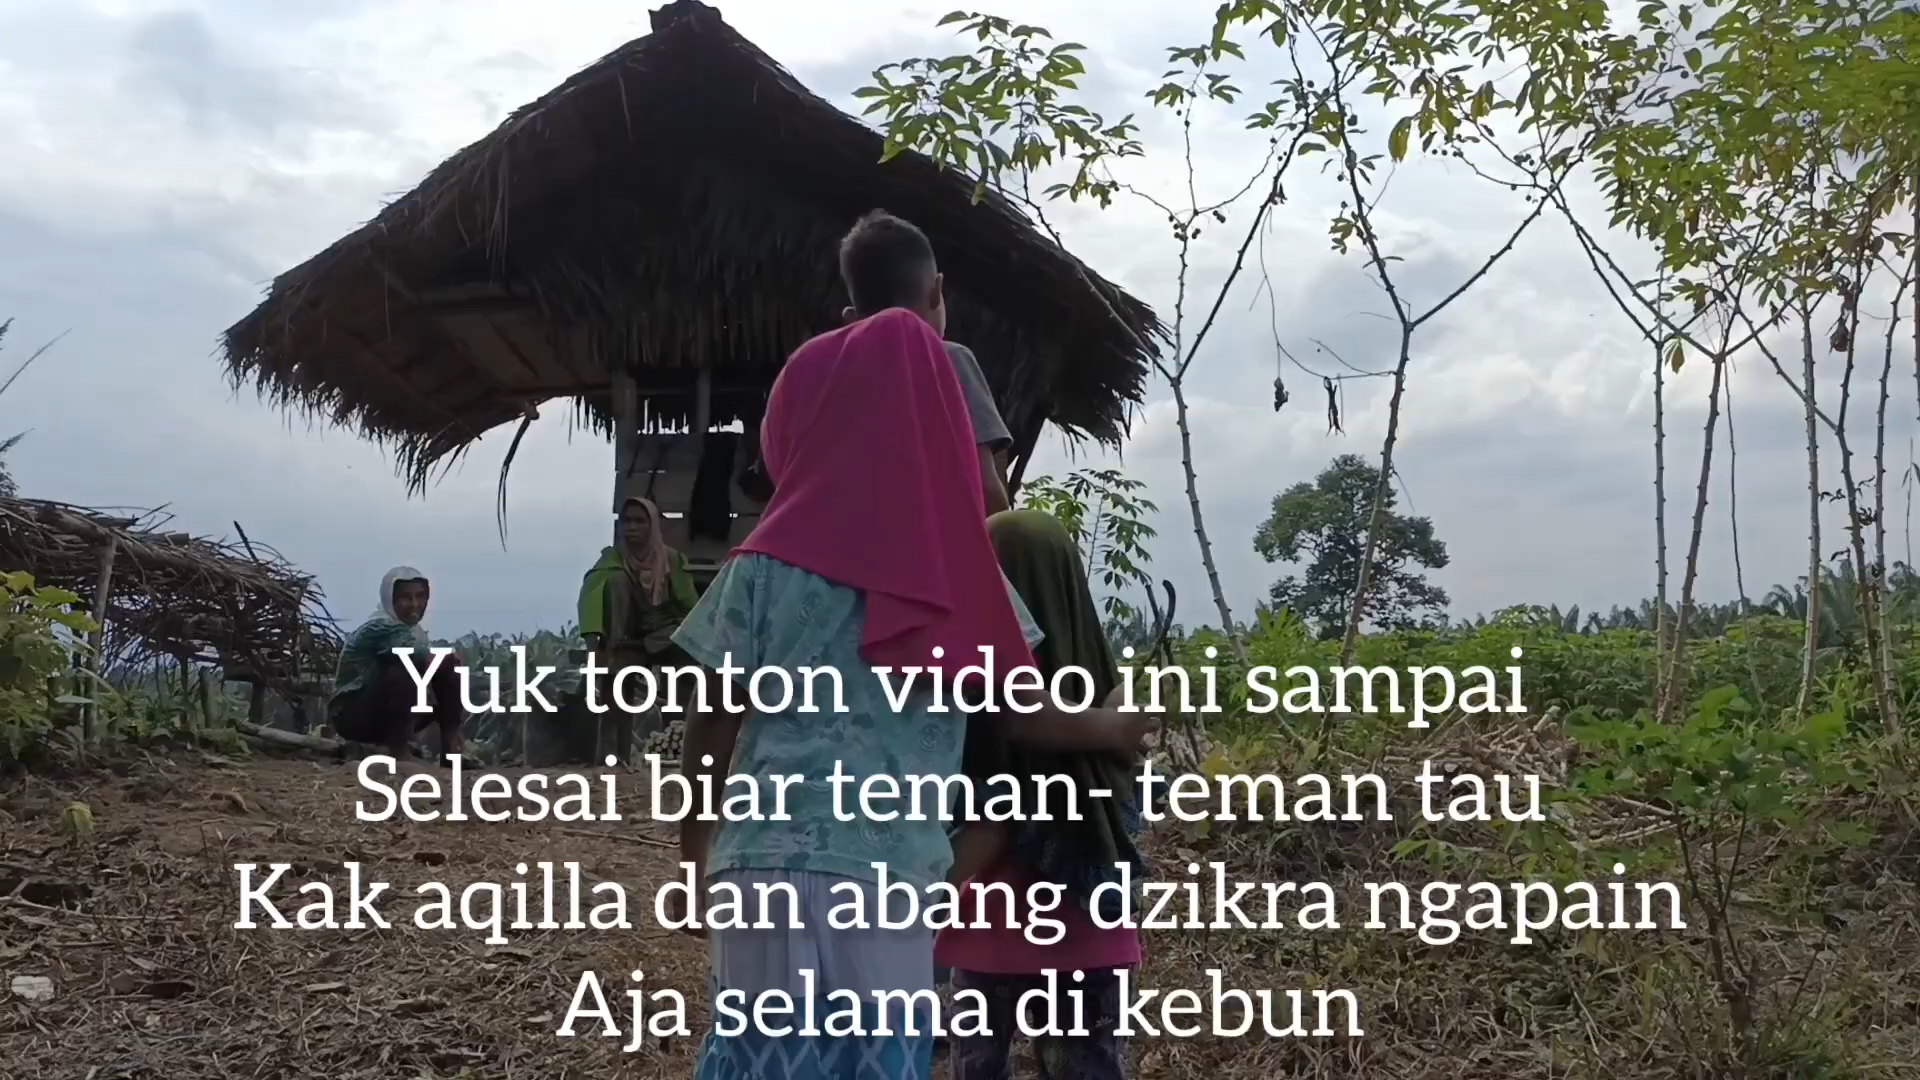 Yuk tonton video ini sampai
Selesai biar teman- teman tau
Kak aqilla dan abang dzikra ngapain
Aja selama di kebun